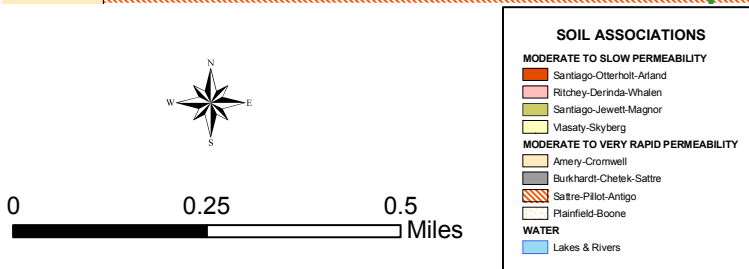 N
W E
S
0 0.25 0.5
Miles
SOIL ASSOCIATIONS
MODERATE TO SLOW PERMEABILITY
Santiago-Otterholt-Arland
Ritchey-Derinda-Whalen
Santiago-Jewett-Magnor
Vlasaty-Skyberg
MODERATE TO VERY RAPID PERMEABILITY
Amery-Cromwell
Burkhardt-Chetek-Sattre
Sattre-Pillot-Antigo
Plainfield-Boone
WATER
Lakes & Rivers